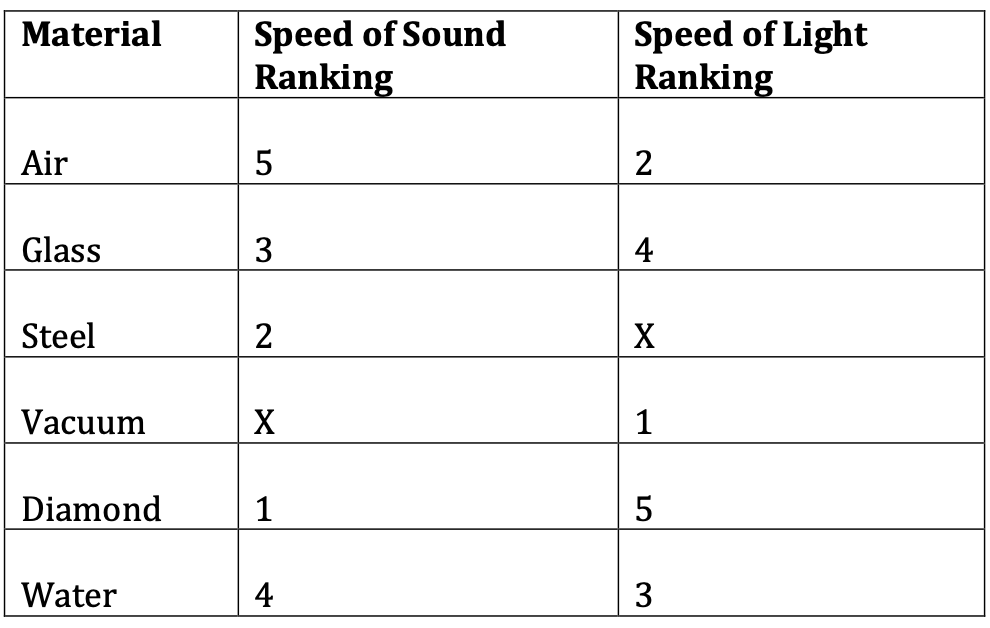 Material Speed of Sound Speed of Light
Ranking Ranking
Air 5 2
Glass 3 4
Steel 2 X
Vacuum X 1
Diamond 1 5
Water 4 3